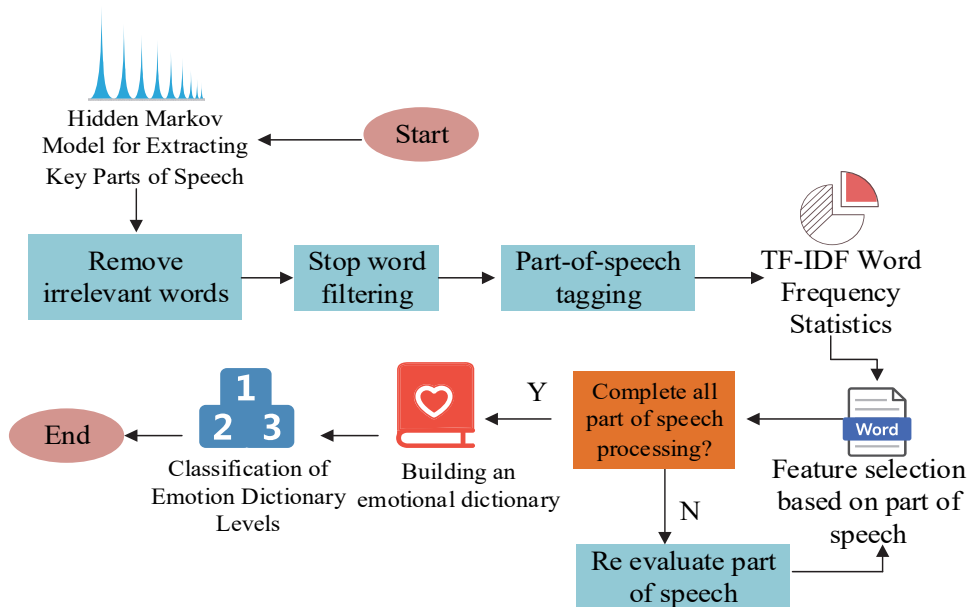 Hidden Markov
Model for Extracting
Key Parts of Speech
Start
Remove
irrelevant words
Stop word
filtering
Part-of-speech
tagging
TF-IDF Word
Frequency
Statistics
Word
Feature selection
based on part of
speech
Complete all
part of speech
processing?
Y
N
Re evaluate part
of speech
Building an
emotional dictionary
1
2 3
Classification of
Emotion Dictionary
Levels
End